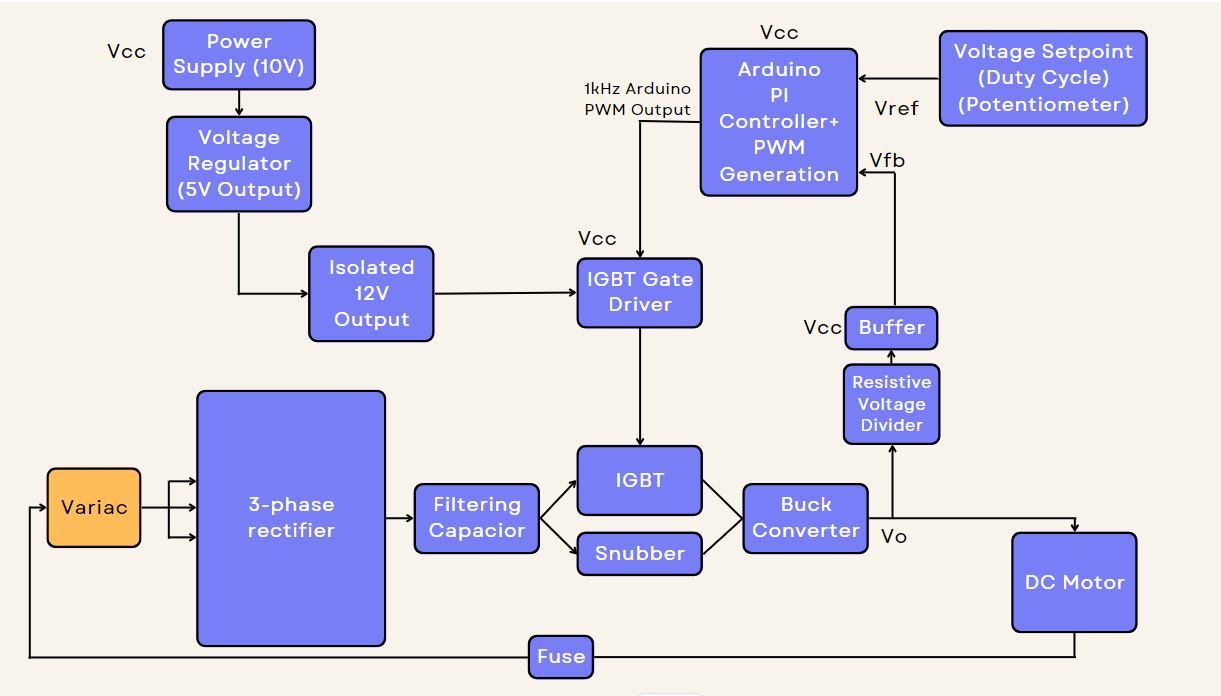 Vcc
Power
Supply (10V)
Voltage
Regulator
(5V Output)
Isolated
12V
Output
1kHz Arduino
PWM Output
Vcc
Arduino
PI
Controller+
PWM
Generation
Voltage Setpoint
(Duty Cycle)
(Potentiometer)
Vref
Vfb
Vcc
IGBT Gate
Driver
Vcc
Buffer
Resistive
Voltage
Divider
Variac
3-phase
rectifier
Filtering
Capacior
IGBT
Snubber
Buck
Converter
Vo
DC Motor
Fuse